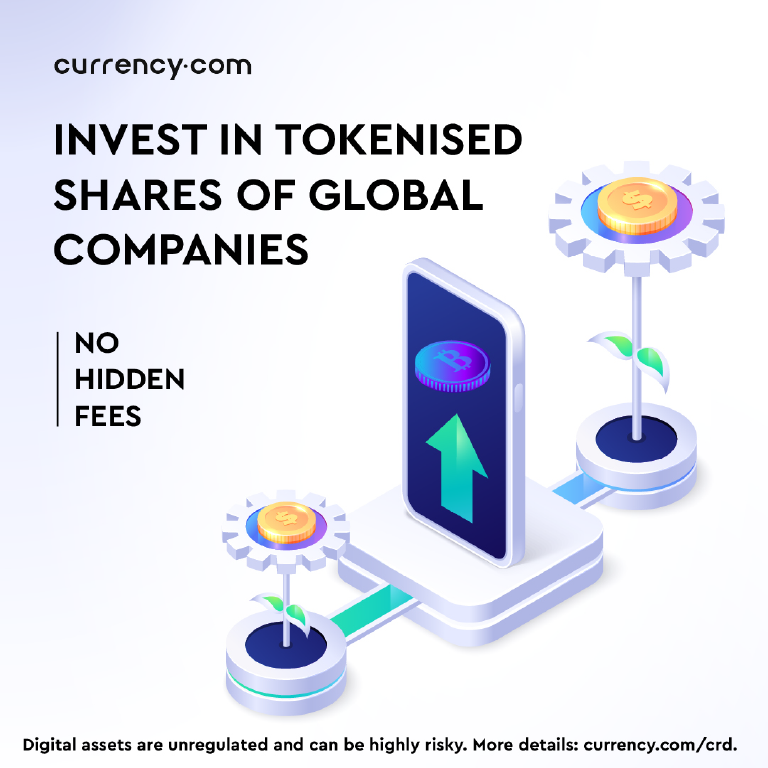 currency.com
INVEST IN TOKENISED
SHARES OF GLOBAL
COMPANIES
NO
HIDDEN
FEES
Digital assets are unregulated and can be highly risky. More details: currency.com/crd.